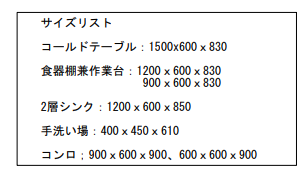 サイズリスト
コールドテーブル：1500x600 x 830
食器棚兼作業台：1200 x 600 x 830
900 x 600 x 830
2層シンク：1200 x 600 x 850
手洗い場：400 x 450 x 610
コンロ；900 x 600 x 900、600 x 600 x 900